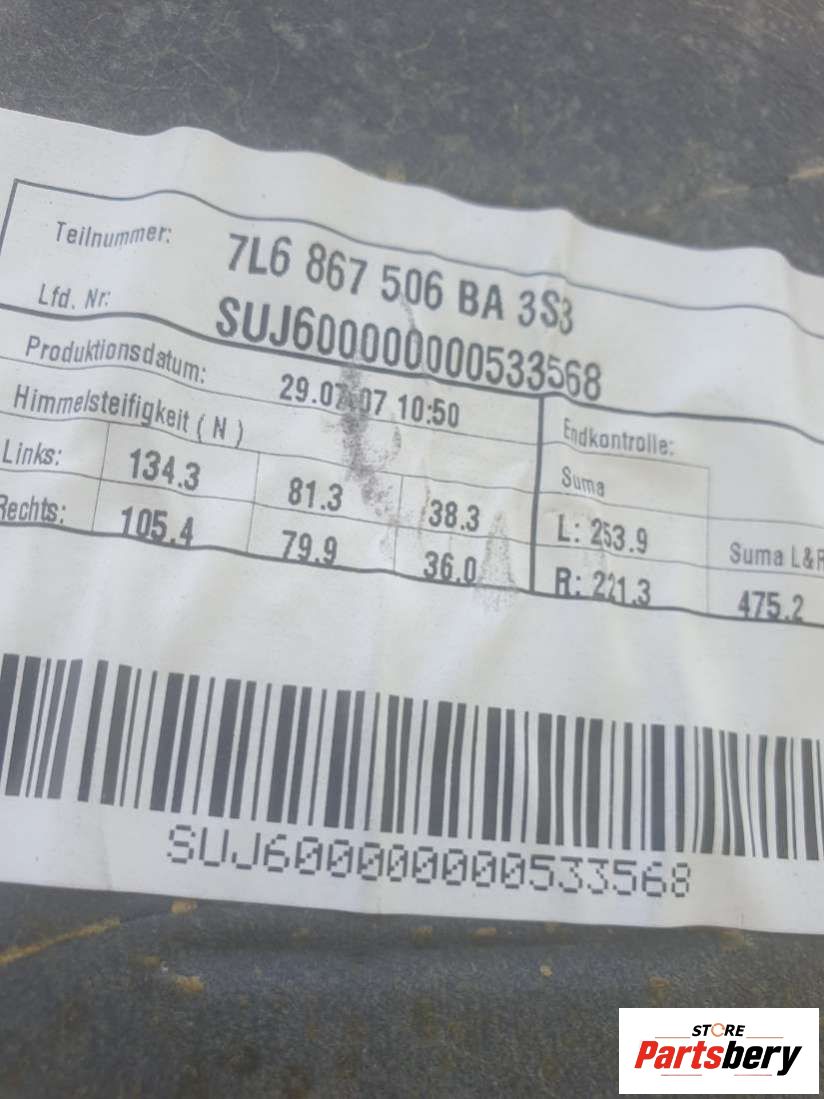 Teilnummer: 7L6 867 506 BA 3S3
Lfd. Nr: SUJ6000000000533568
Produktionsdatum: 29.07.07 10:50
Himmelsteifigkeit ( N )
Links: 134.3 81.3 38.3
Rechts: 105.4 79.9 36.0
Endkontrolle:
Suma
L: 253.9 Suma L&R
R: 221.3 475.2
SUJ6000000000533568
STORE
Partsbery